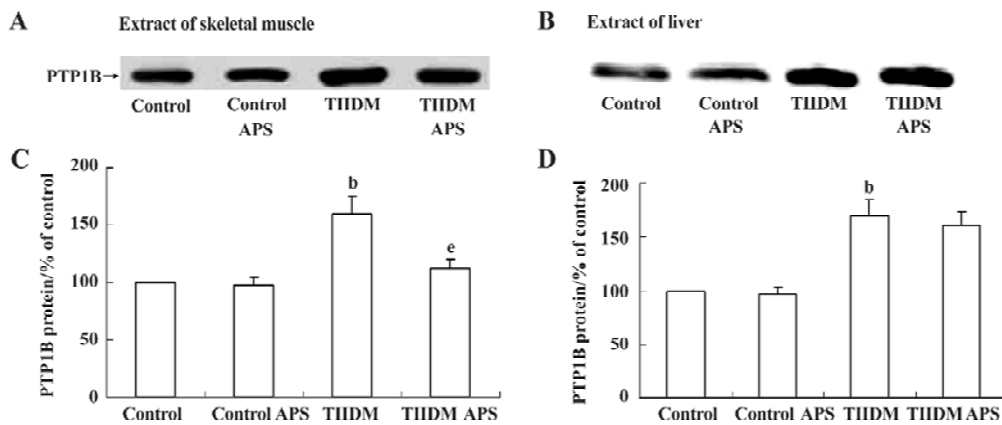 A Extract of skeletal muscle
PTP1B→
Control Control TIIDM TIIDM
APS APS
B Extract of liver
Control Control TIIDM TIIDM
APS APS
C
PTP1B protein/% of control
200
150
100
50
0
b
e
Control Control APS TIIDM TIIDM APS
D
PTP1B protein/% of control
200
150
100
50
0
b
Control Control APS TIIDM TIIDM APS